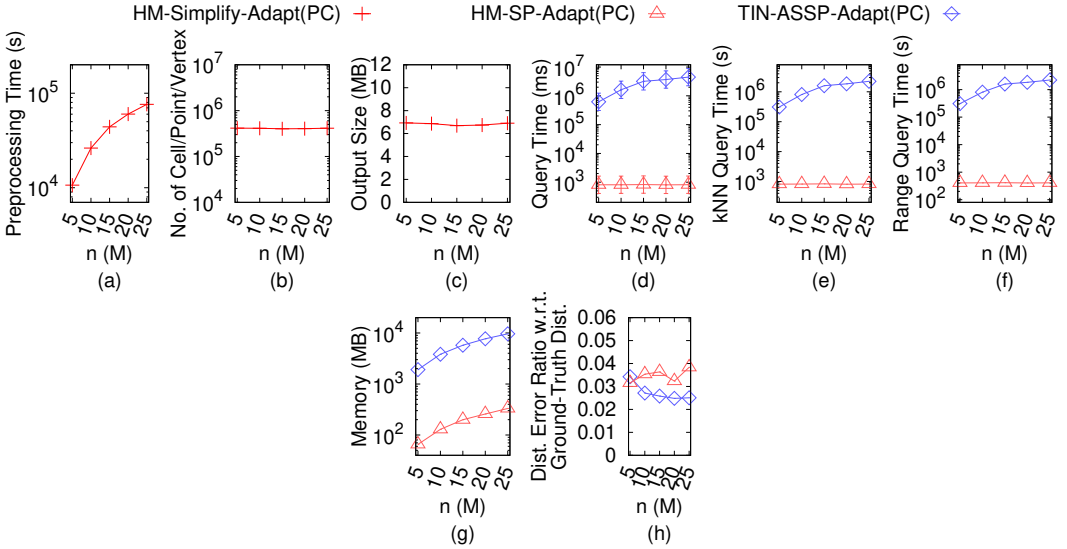 HM-Simplify-Adapt(PC) HM-SP-Adapt(PC) TIN-ASSP-Adapt(PC)
Preprocessing Time (s)
10^5
10^4
5 10 15 20 25
n (M)
(a)
No. of Cell/Point/Vertex
10^7
10^6
10^5
10^4
5 10 15 20 25
n (M)
(b)
Output Size (MB)
12
10
8
6
4
2
0
5 10 15 20 25
n (M)
(c)
Query Time (ms)
10^7
10^6
10^5
10^4
10^3
5 10 15 20 25
n (M)
(d)
kNN Query Time (s)
10^6
10^5
10^4
10^3
5 10 15 20 25
n (M)
(e)
Range Query Time (s)
10^6
10^5
10^4
10^3
10^2
5 10 15 20 25
n (M)
(f)
Memory (MB)
10^4
10^3
10^2
5 10 15 20 25
n (M)
(g)
Dist. Error Ratio w.r.t.
Ground-Truth Dist.
0.06
0.05
0.04
0.03
0.02
0.01
0
5 10 15 20 25
n (M)
(h)